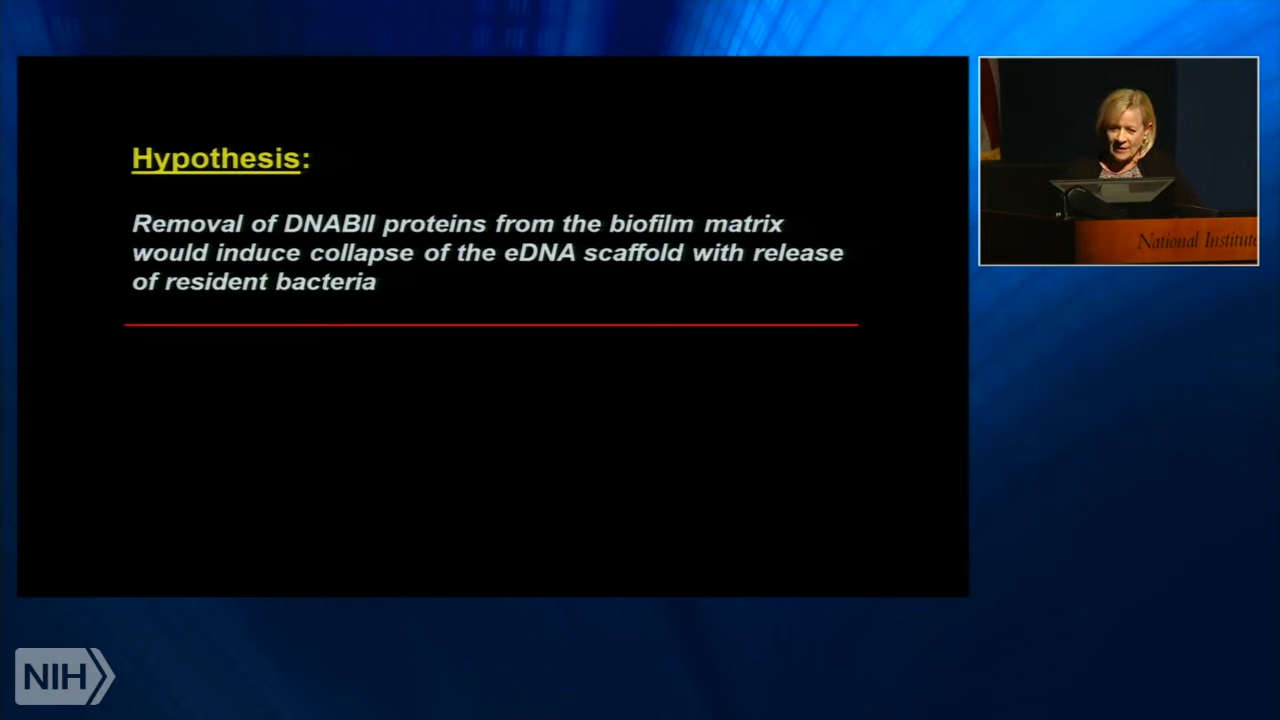 Hypothesis:
Removal of DNABII proteins from the biofilm matrix
would induce collapse of the eDNA scaffold with release
of resident bacteria
National Institute
NIH